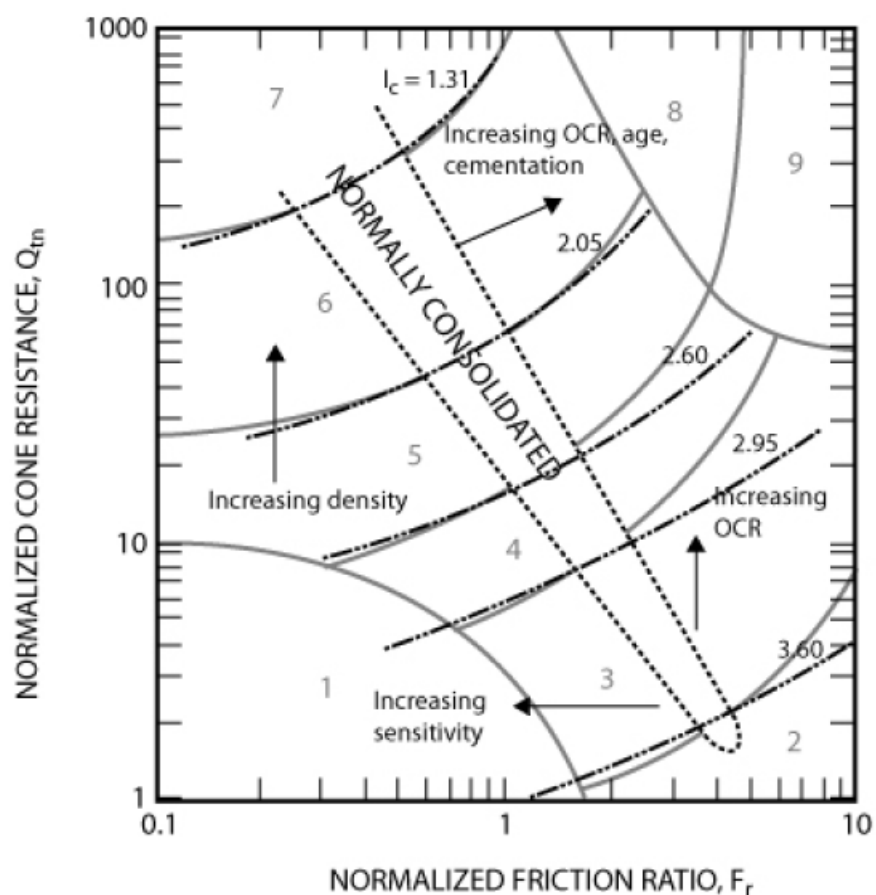 1000
I_c = 1.31
7
8
Increasing OCR, age,
cementation
9
NORMALLY CONSOLIDATED
2.05
100
6
2.60
2.95
5
Increasing density
Increasing
OCR
10
4
3.60
1
3
Increasing
sensitivity
2
1
0.1
1
10
NORMALIZED CONE RESISTANCE, Q_tn
NORMALIZED FRICTION RATIO, F_r